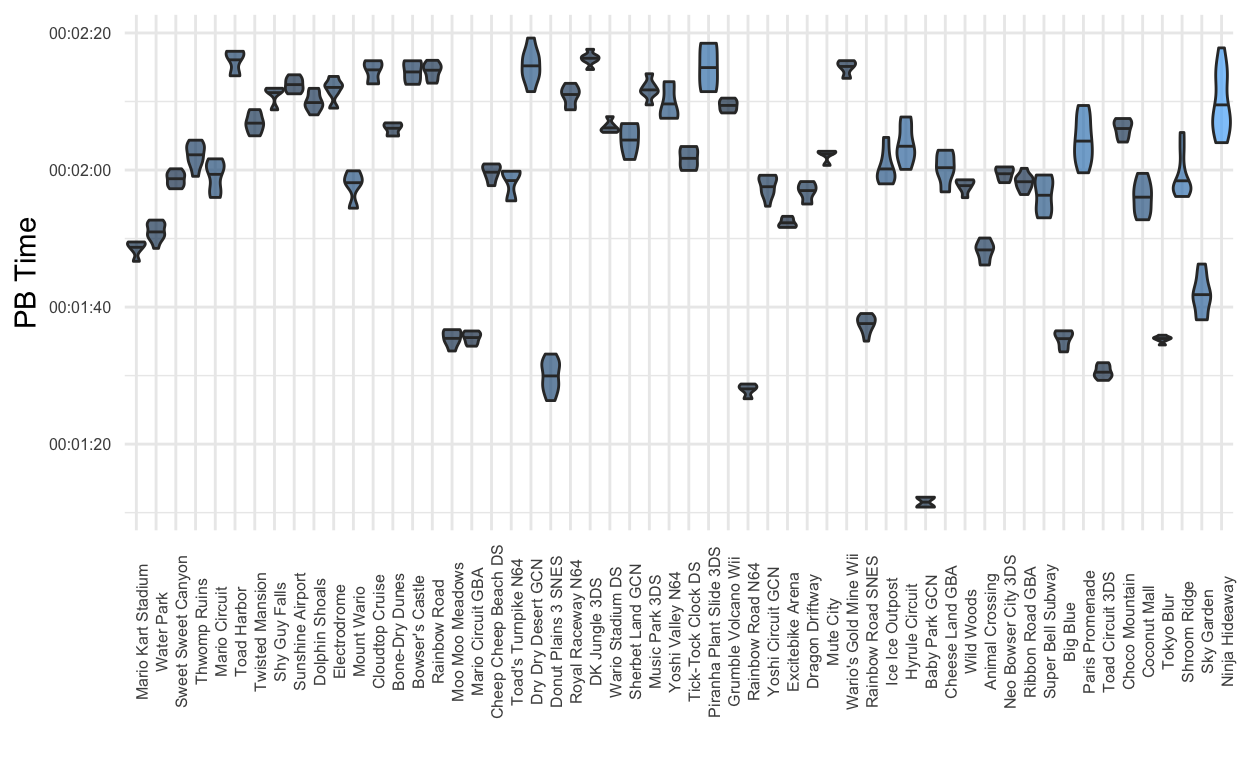 PB Time
00:02:20
00:02:00
00:01:40
00:01:20
Mario Kart Stadium
Water Park
Sweet Sweet Canyon
Thwomp Ruins
Mario Circuit
Toad Harbor
Twisted Mansion
Shy Guy Falls
Sunshine Airport
Dolphin Shoals
Electrodrome
Mount Wario
Cloudtop Cruise
Bone-Dry Dunes
Bowser's Castle
Rainbow Road
Moo Moo Meadows
Mario Circuit GBA
Cheep Cheep Beach DS
Toad's Turnpike N64
Dry Dry Desert GCN
Donut Plains 3 SNES
Royal Raceway N64
DK Jungle 3DS
Wario Stadium DS
Sherbet Land GCN
Music Park 3DS
Yoshi Valley N64
Tick-Tock Clock DS
Piranha Plant Slide 3DS
Grumble Volcano Wii
Rainbow Road N64
Yoshi Circuit GCN
Excitebike Arena
Dragon Driftway
Mute City
Wario's Gold Mine Wii
Rainbow Road SNES
Ice Ice Outpost
Hyrule Circuit
Baby Park GCN
Cheese Land GBA
Wild Woods
Animal Crossing
Neo Bowser City 3DS
Ribbon Road GBA
Super Bell Subway
Big Blue
Paris Promenade
Toad Circuit 3DS
Choco Mountain
Coconut Mall
Tokyo Blur
Shroom Ridge
Sky Garden
Ninja Hideaway